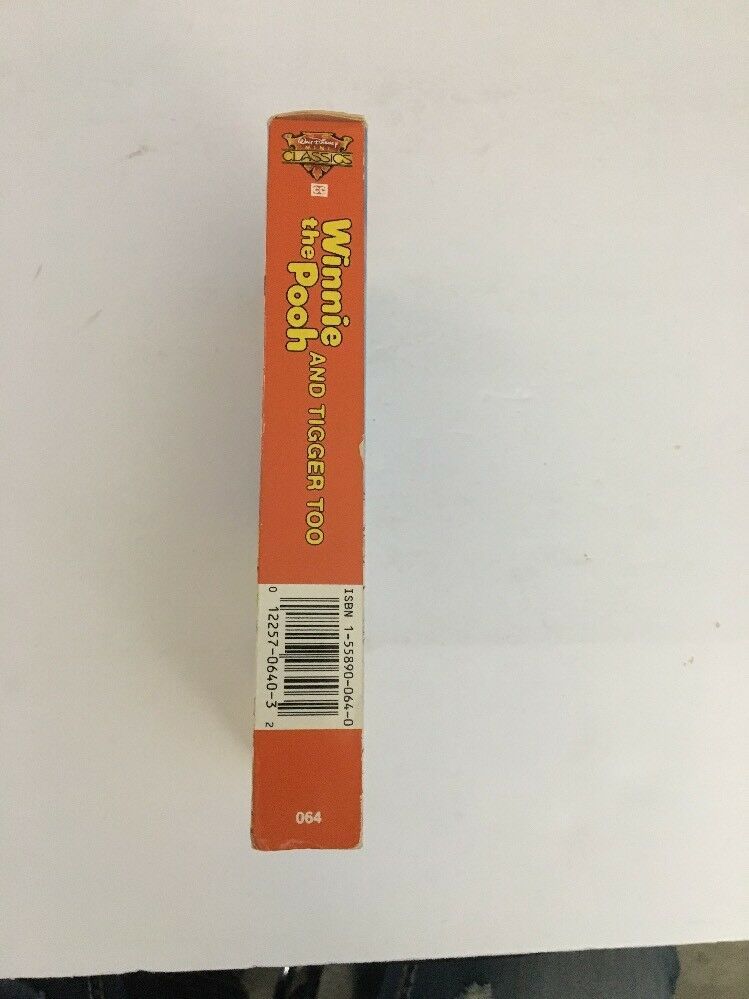 Walt Disney
MINI
CLASSICS
CC
Winnie
the Pooh
AND TIGGER TOO
ISBN 1-55890-064-0
0 12257-0640-3 2
064